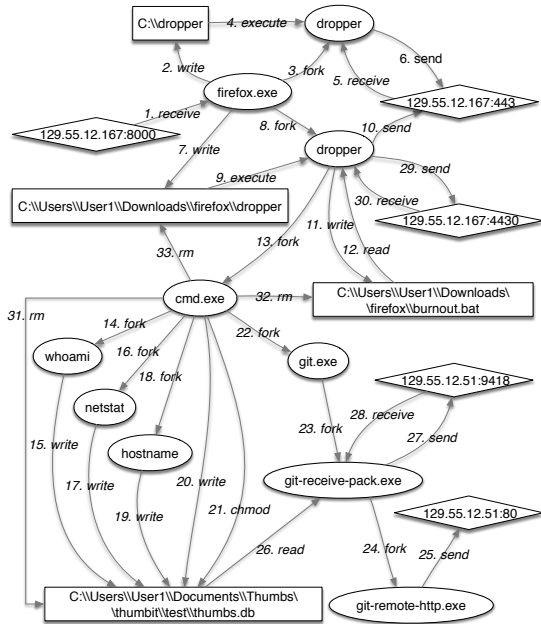 C:\\dropper
4. execute
dropper
2. write
3. fork
6. send
5. receive
firefox.exe
129.55.12.167:443
1. receive
129.55.12.167:8000
8. fork
10. send
7. write
dropper
29. send
9. execute
30. receive
C:\\Users\\User1\\Downloads\\firefox\\dropper
129.55.12.167:4430
11. write
13. fork
12. read
33. rm
cmd.exe
32. rm
C:\\Users\\User1\\Downloads\
\firefox\\burnout.bat
31. rm
14. fork
22. fork
16. fork
whoami
git.exe
18. fork
129.55.12.51:9418
netstat
28. receive
23. fork
27. send
15. write
hostname
17. write
20. write
git-receive-pack.exe
21. chmod
19. write
129.55.12.51:80
26. read
24. fork
25. send
C:\\Users\\User1\\Documents\\Thumbs\
\thumbit\\test\\thumbs.db
git-remote-http.exe